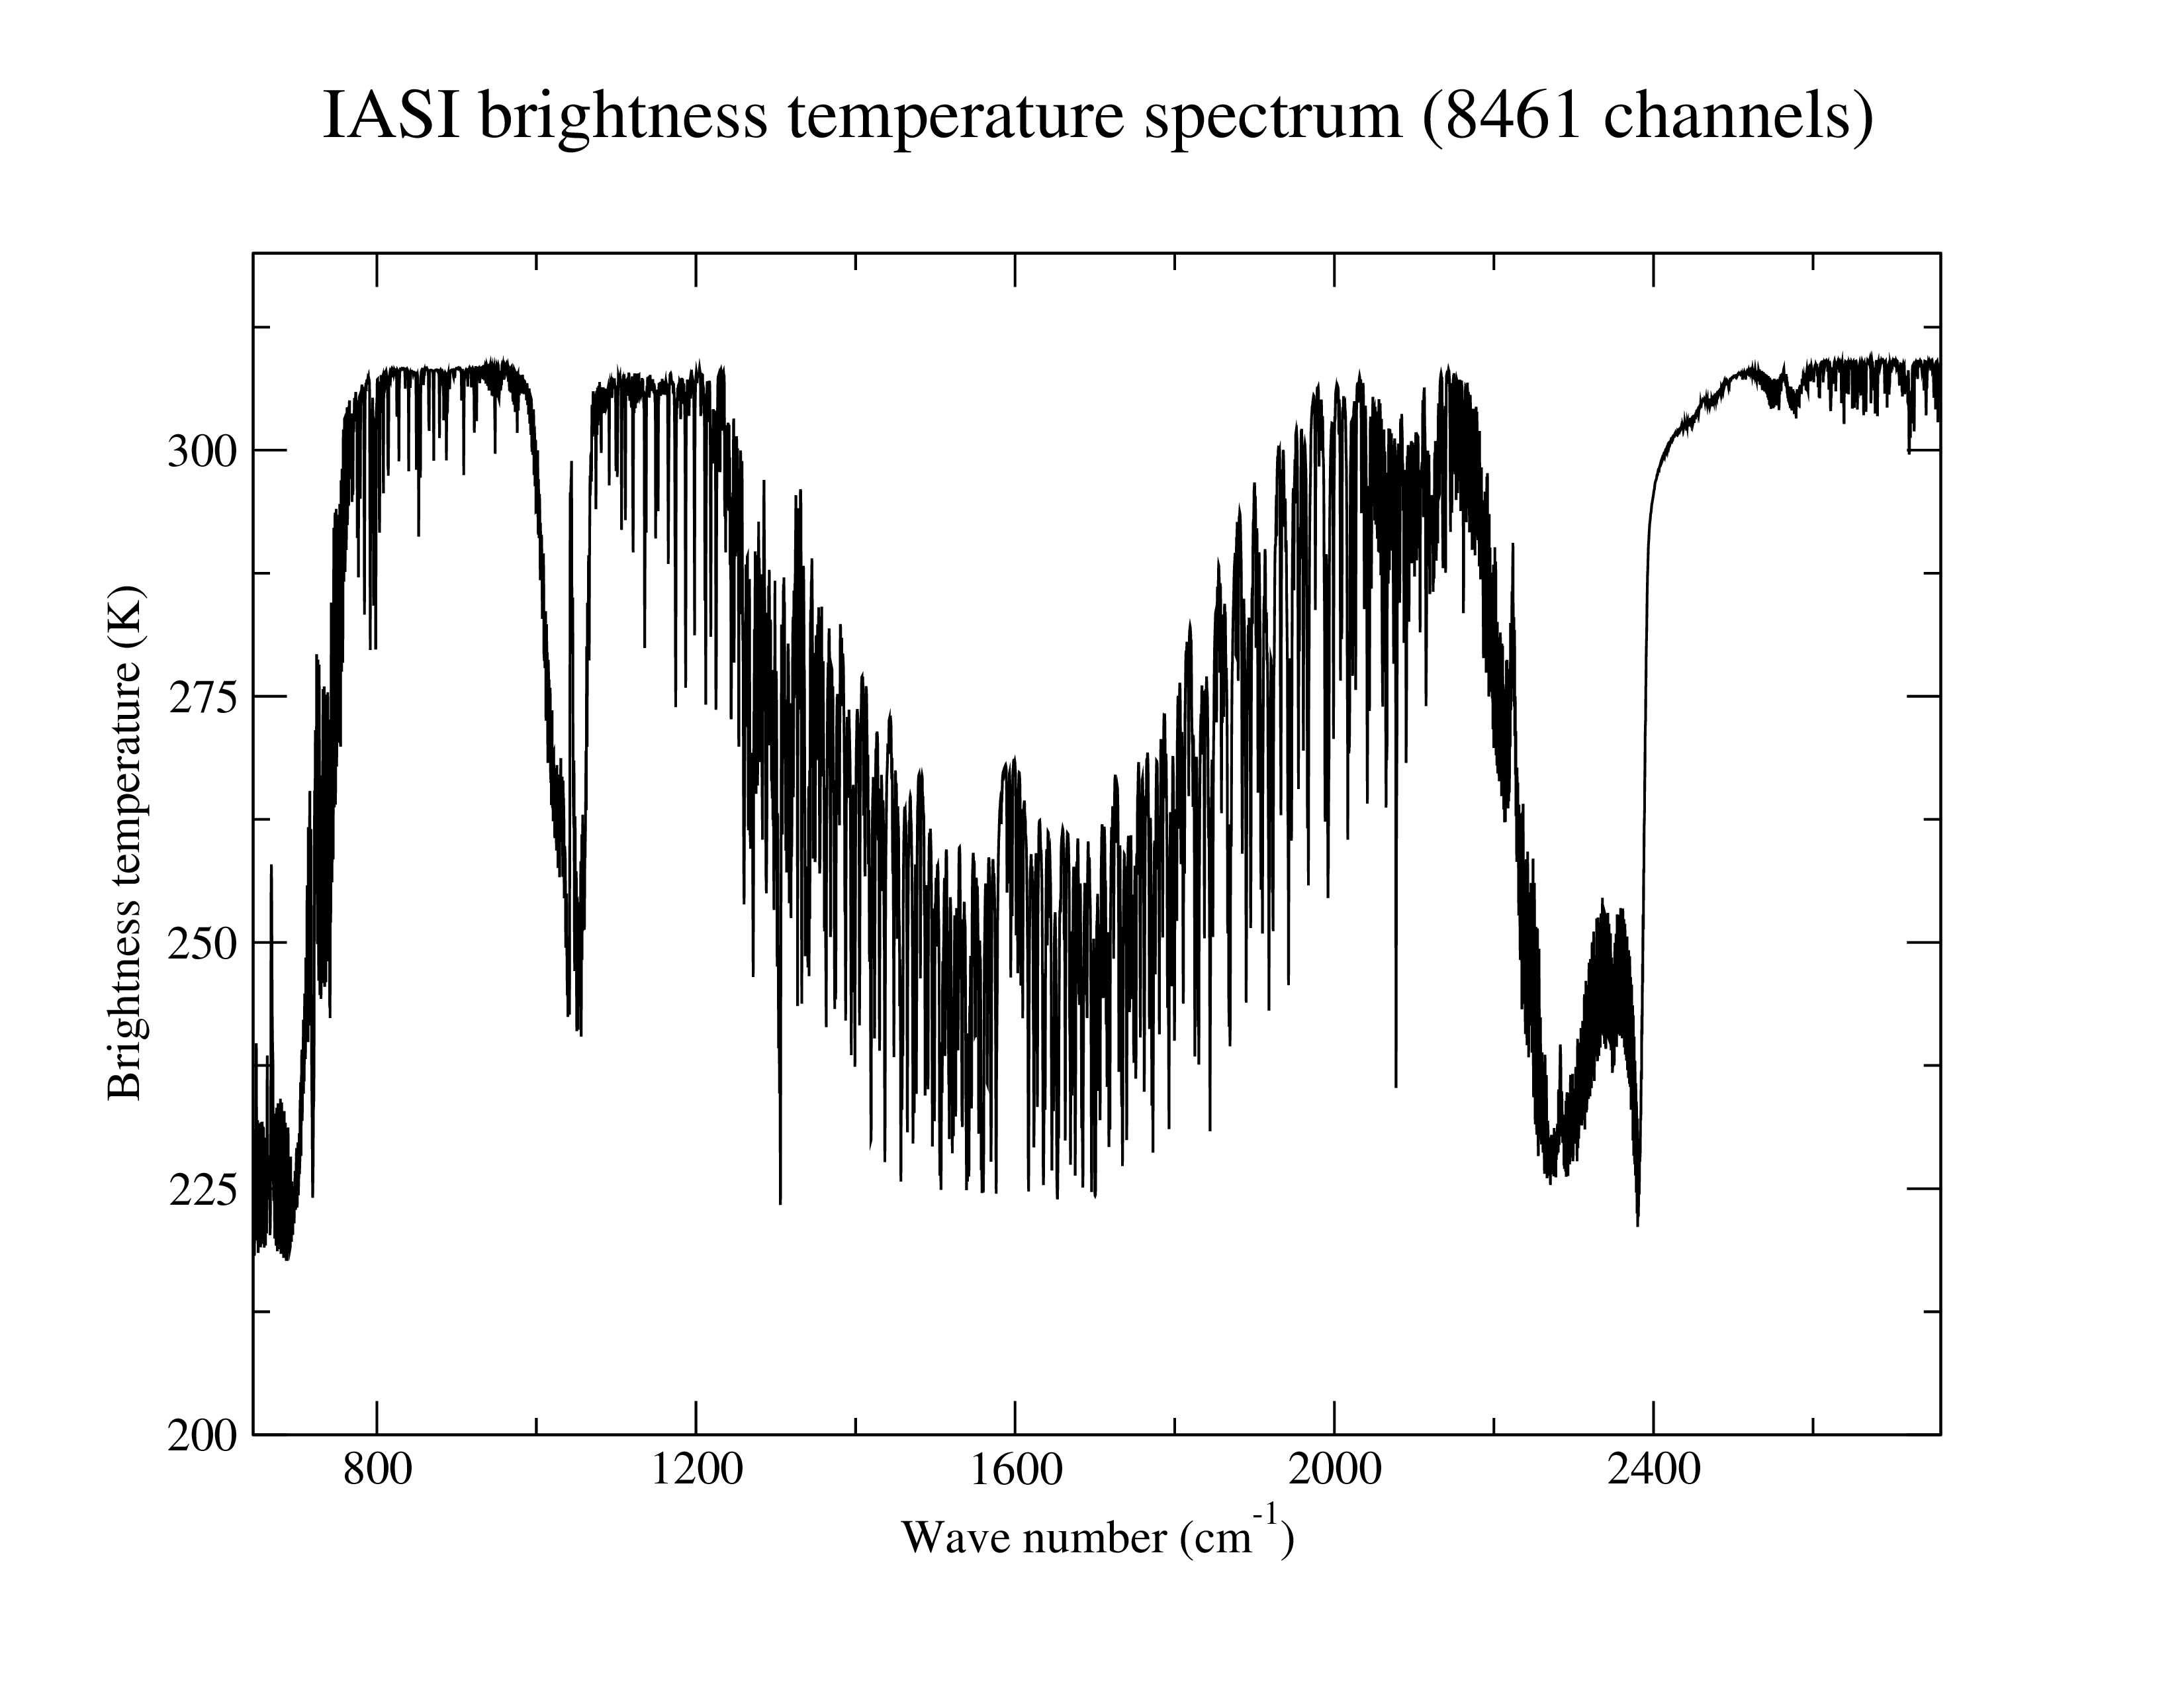 IASI brightness temperature spectrum (8461 channels)
Brightness temperature (K)
300
275
250
225
200
800 1200 1600 2000 2400
Wave number (cm-1)